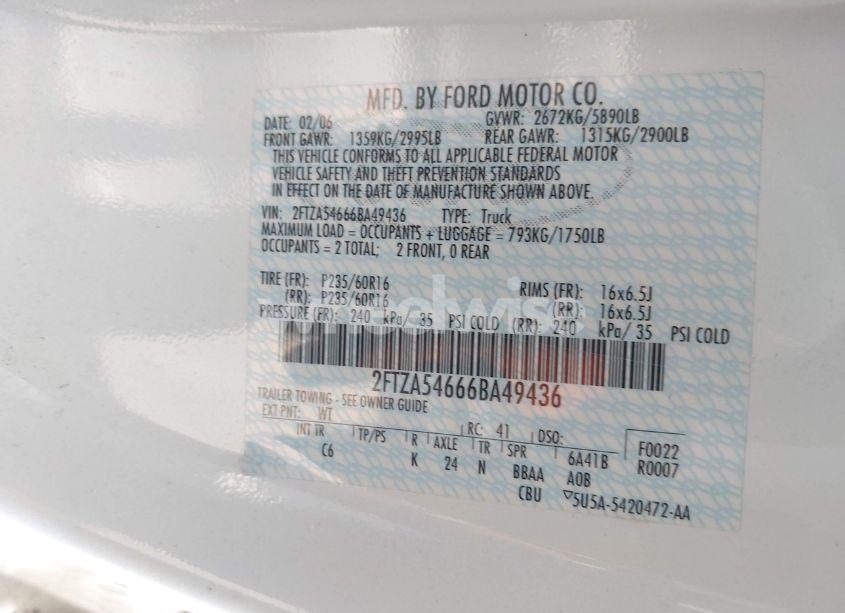 MFD. BY FORD MOTOR CO.
DATE: 02/06 GVWR: 2672KG/5890LB
FRONT GAWR: 1359KG/2995LB REAR GAWR: 1315KG/2900LB
THIS VEHICLE CONFORMS TO ALL APPLICABLE FEDERAL MOTOR
VEHICLE SAFETY AND THEFT PREVENTION STANDARDS
IN EFFECT ON THE DATE OF MANUFACTURE SHOWN ABOVE.
VIN: 2FTZA54666BA49436 TYPE: Truck
MAXIMUM LOAD = OCCUPANTS + LUGGAGE = 793KG/1750LB
OCCUPANTS = 2 TOTAL; 2 FRONT, 0 REAR
TIRE (FR): P235/60R16 RIMS (FR): 16x6.5J
(RR): P235/60R16 (RR): 16x6.5J
PRESSURE (FR): 240 kPa/ 35 PSI COLD (RR): 240 kPa/ 35 PSI COLD
2FTZA54666BA49436
TRAILER TOWING - SEE OWNER GUIDE
EXT PNT: WT RC: 41 DSO: F0022
INT TR TP/PS R AXLE TR SPR 6A41B R0007
C6 K 24 N BBAA A0B
CBU ▽5U5A-5420472-AA